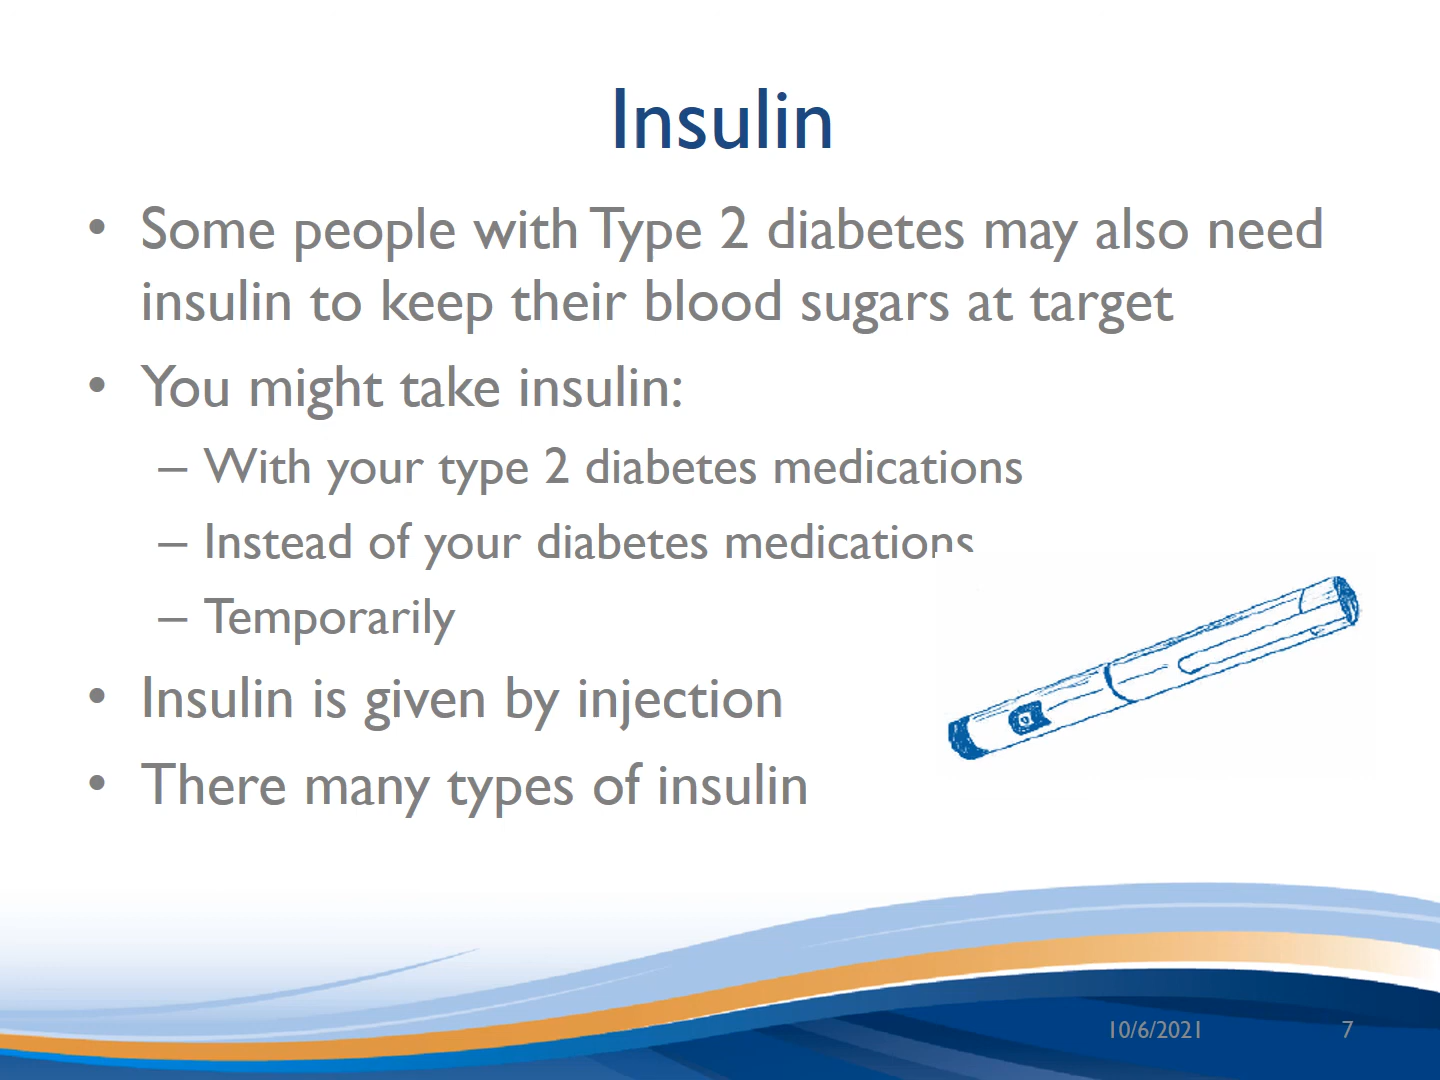 Insulin
• Some people with Type 2 diabetes may also need
insulin to keep their blood sugars at target
• You might take insulin:
– With your type 2 diabetes medications
– Instead of your diabetes medications
– Temporarily
• Insulin is given by injection
• There many types of insulin
10/6/2021 7